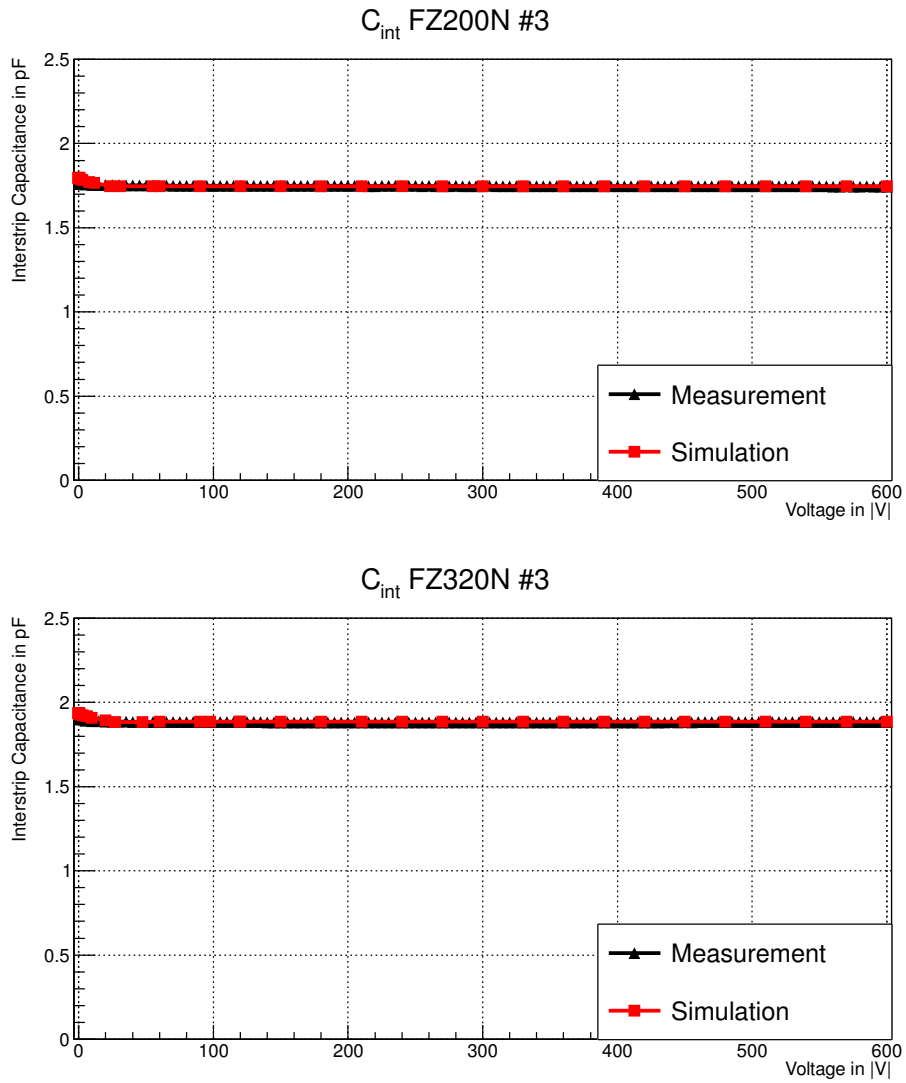 C_int FZ200N #3
Interstrip Capacitance in pF
2.5
2
1.5
1
0.5
0
Measurement
Simulation
0 100 200 300 400 500 600
Voltage in |V|
C_int FZ320N #3
Interstrip Capacitance in pF
2.5
2
1.5
1
0.5
0
Measurement
Simulation
0 100 200 300 400 500 600
Voltage in |V|